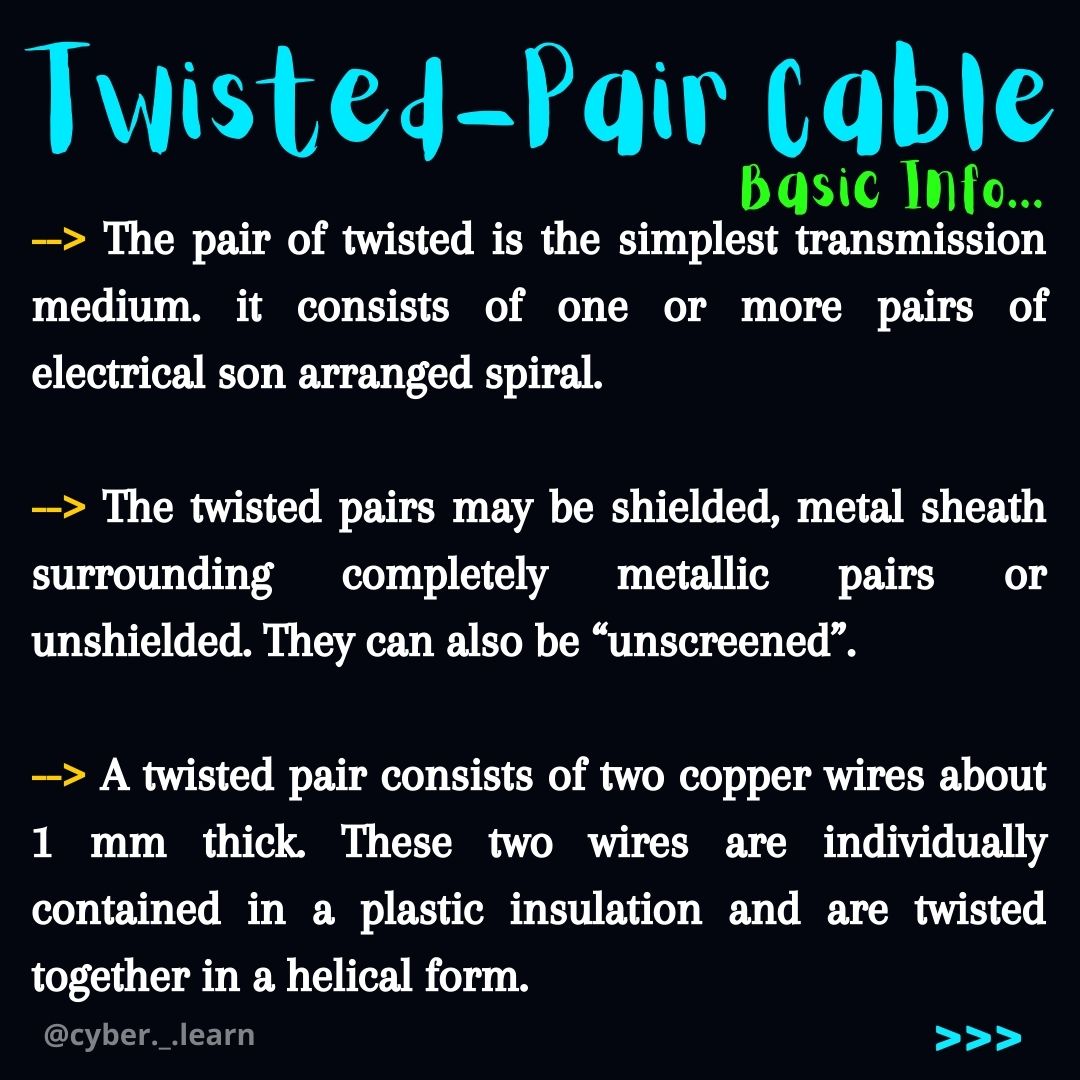 Twisted-Pair Cable
Basic Info...
--> The pair of twisted is the simplest transmission
medium. it consists of one or more pairs of
electrical son arranged spiral.
--> The twisted pairs may be shielded, metal sheath
surrounding completely metallic pairs or
unshielded. They can also be “unscreened”.
--> A twisted pair consists of two copper wires about
1 mm thick. These two wires are individually
contained in a plastic insulation and are twisted
together in a helical form.
@cyber._.learn
>>>